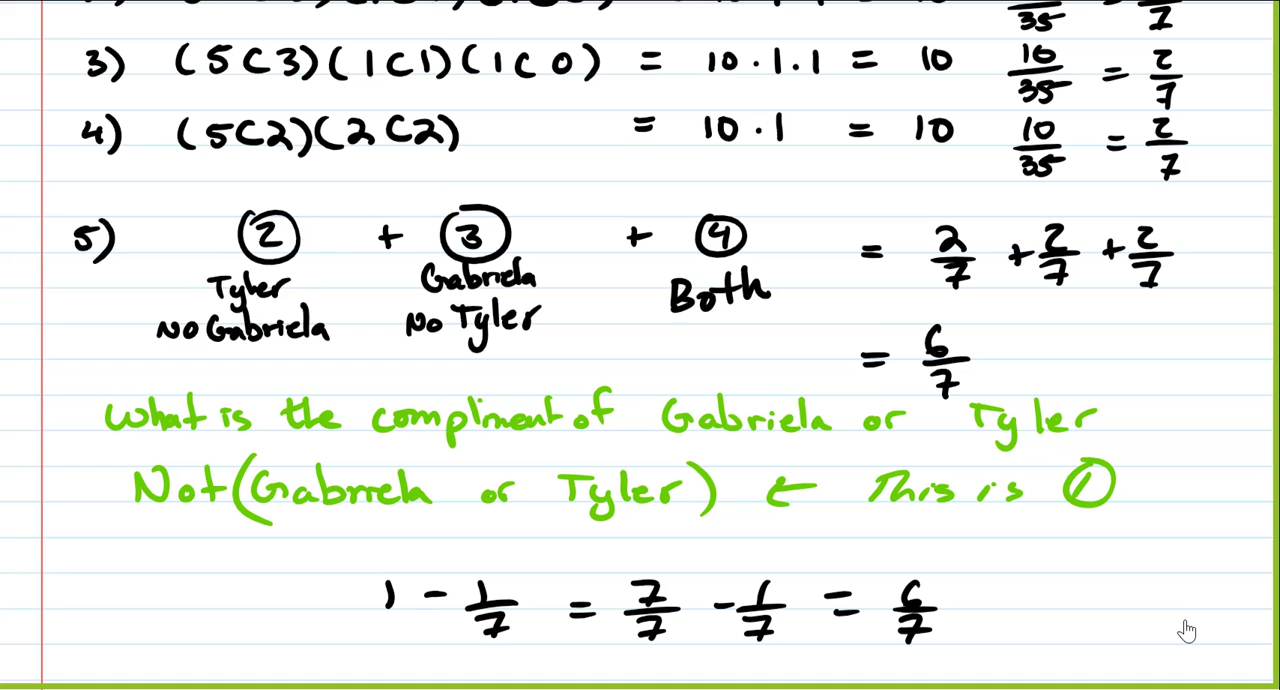 35 7
3) (5C3)(1C1)(1C0) = 10.1.1 = 10 10/35 = 2/7
4) (5C2)(2C2) = 10.1 = 10 10/35 = 2/7
5) ② + ③ + ④ = 2/7 + 2/7 + 2/7
Tyler Gabriela Both
No Gabriela No Tyler
= 6/7
What is the compliment of Gabriela or Tyler
Not(Gabriela or Tyler) ← This is ①
1 - 1/7 = 7/7 - 1/7 = 6/7